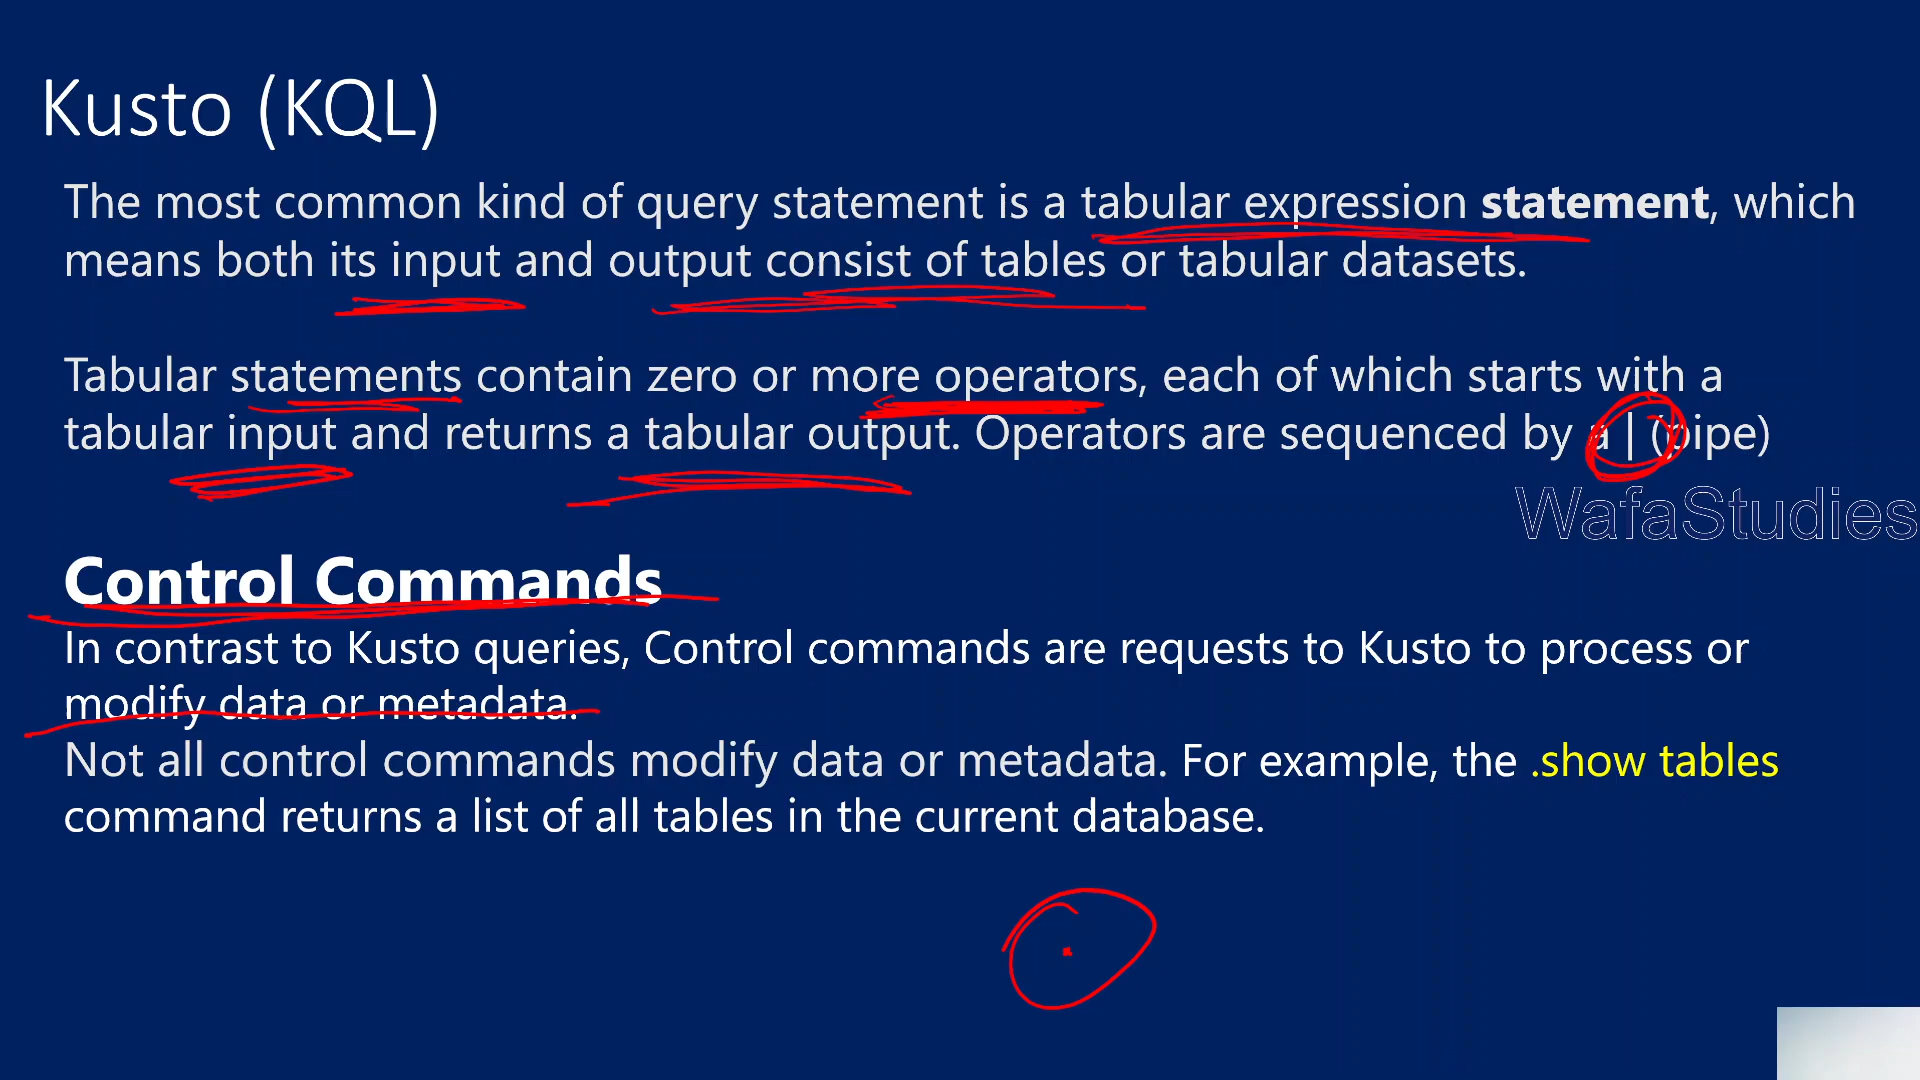 Kusto (KQL)
The most common kind of query statement is a tabular expression statement, which
means both its input and output consist of tables or tabular datasets.
Tabular statements contain zero or more operators, each of which starts with a
tabular input and returns a tabular output. Operators are sequenced by a | (pipe)
WafaStudies
Control Commands
In contrast to Kusto queries, Control commands are requests to Kusto to process or
modify data or metadata.
Not all control commands modify data or metadata. For example, the .show tables
command returns a list of all tables in the current database.